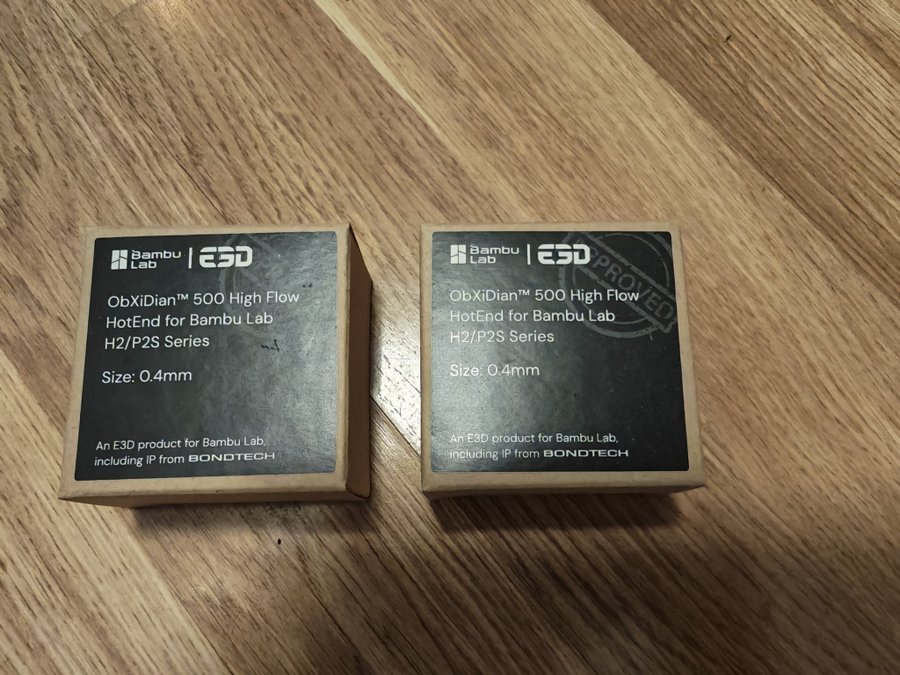 Bambu Lab | E3D
ObXiDian™ 500 High Flow
HotEnd for Bambu Lab
H2/P2S Series
Size: 0.4mm
An E3D product for Bambu Lab,
including IP from BONDTECH
Bambu Lab | E3D
APPROVED
ObXiDian™ 500 High Flow
HotEnd for Bambu Lab
H2/P2S Series
Size: 0.4mm
An E3D product for Bambu Lab,
including IP from BONDTECH